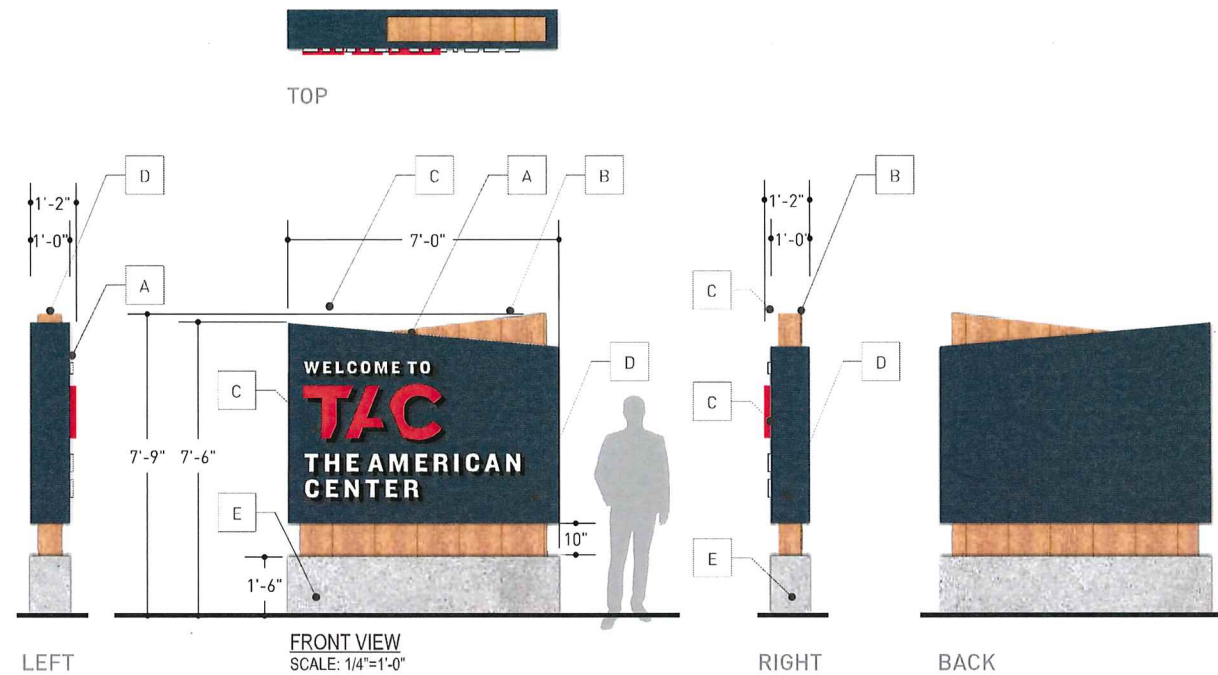 TOP
D
C
A
B
B
1'-2"
1'-0"
7'-0"
1'-2"
1'-0"
A
C
WELCOME TO
TAC
THE AMERICAN
CENTER
C
D
C
D
7'-9"
7'-6"
E
10"
1'-6"
E
FRONT VIEW
SCALE: 1/4"=1'-0"
LEFT
RIGHT
BACK